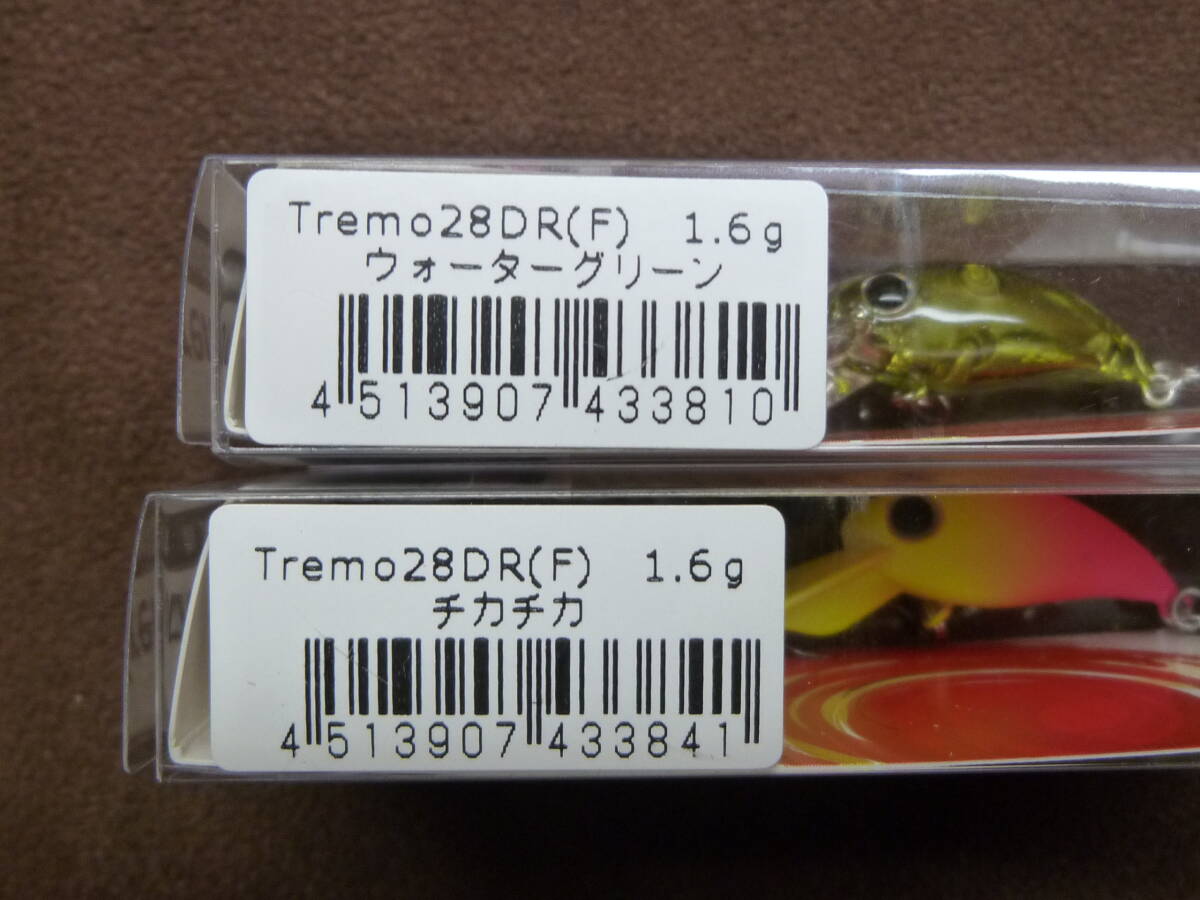 Tremo28DR(F) 1.6g
ウォーターグリーン
4 513907 433810
Tremo28DR(F) 1.6g
チカチカ
4 513907 433841